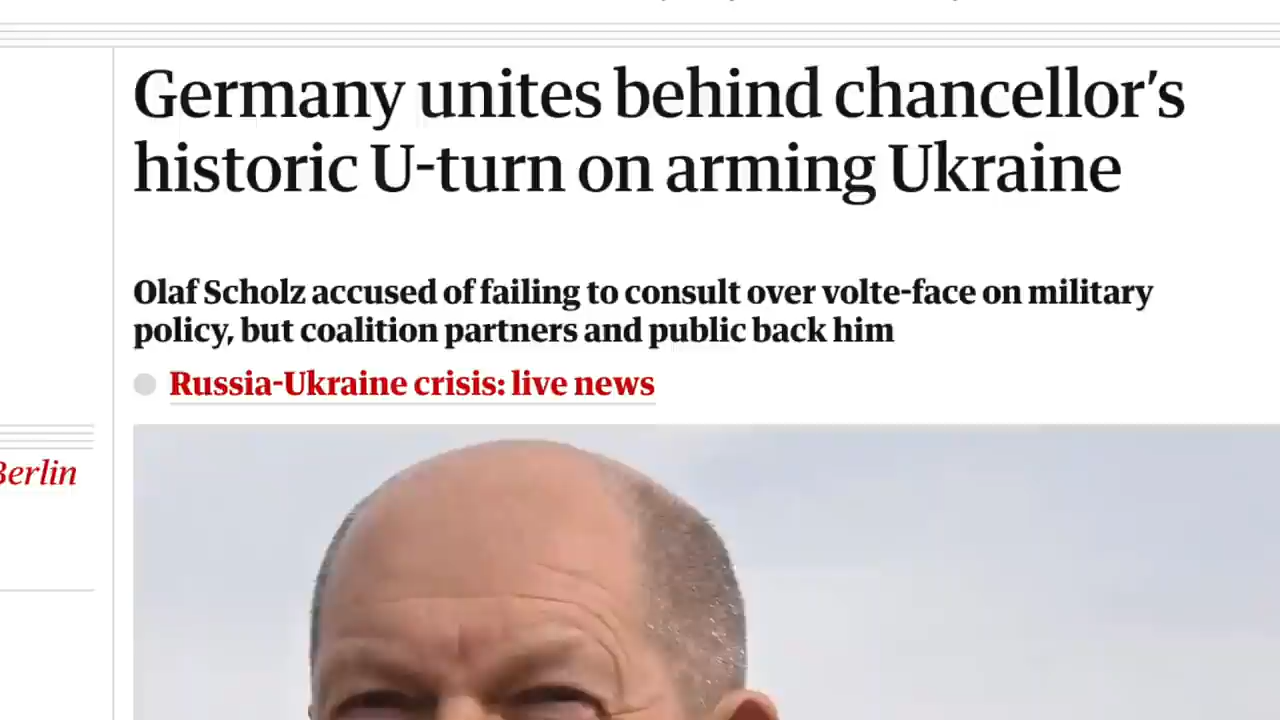 Germany unites behind chancellor’s
historic U-turn on arming Ukraine
Olaf Scholz accused of failing to consult over volte-face on military
policy, but coalition partners and public back him
Russia-Ukraine crisis: live news
Berlin